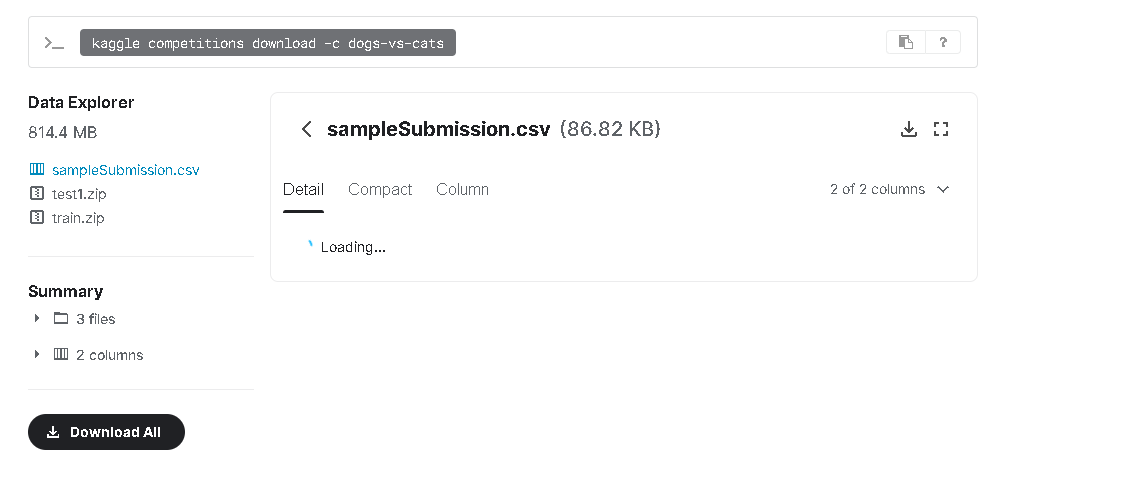 >_ kaggle competitions download -c dogs-vs-cats ?
Data Explorer
814.4 MB
sampleSubmission.csv
test1.zip
train.zip
Summary
3 files
2 columns
Download All
sampleSubmission.csv (86.82 KB)
Detail Compact Column 2 of 2 columns
Loading...